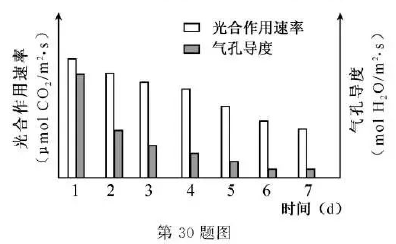 光合作用速率
气孔导度
光合作用速率
(μmol CO₂/m²·s)
气孔导度
(mol H₂O/m²·s)
1 2 3 4 5 6 7
时间 (d)
第 30 题图